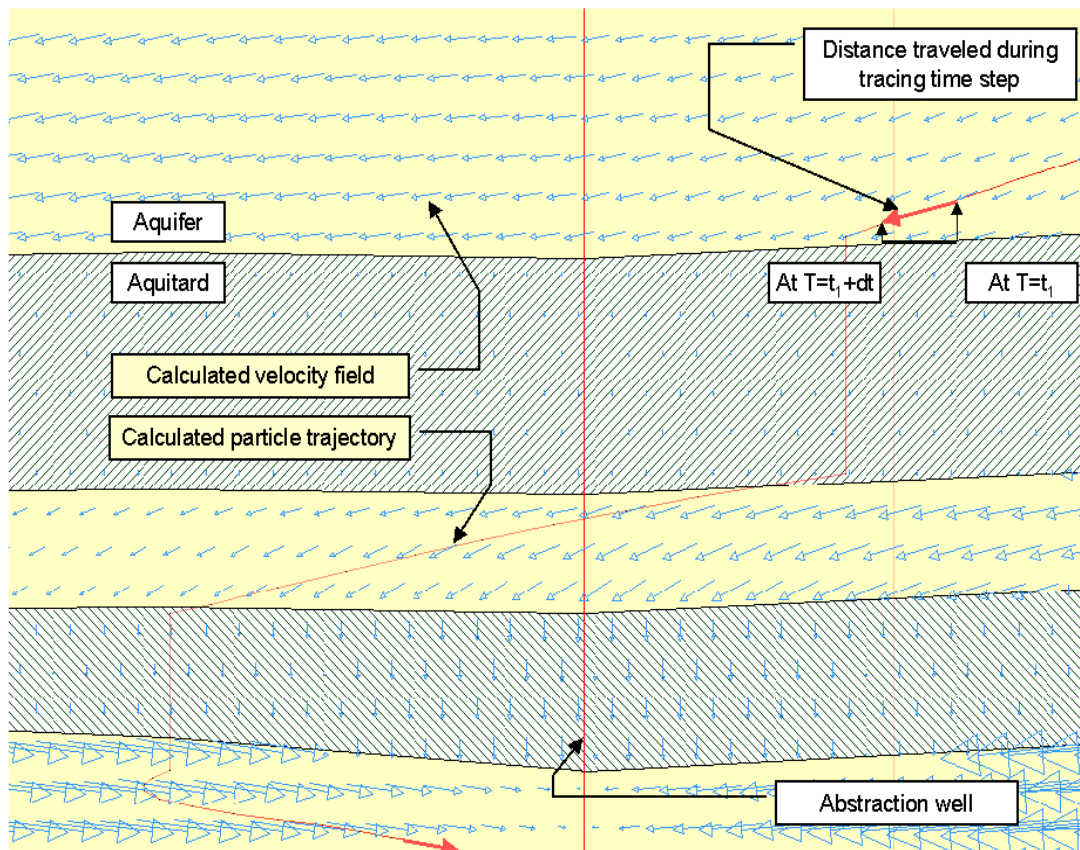 Distance traveled during
tracing time step
Aquifer
Aquitard
At T=t₁+dt
At T=t₁
Calculated velocity field
Calculated particle trajectory
Abstraction well